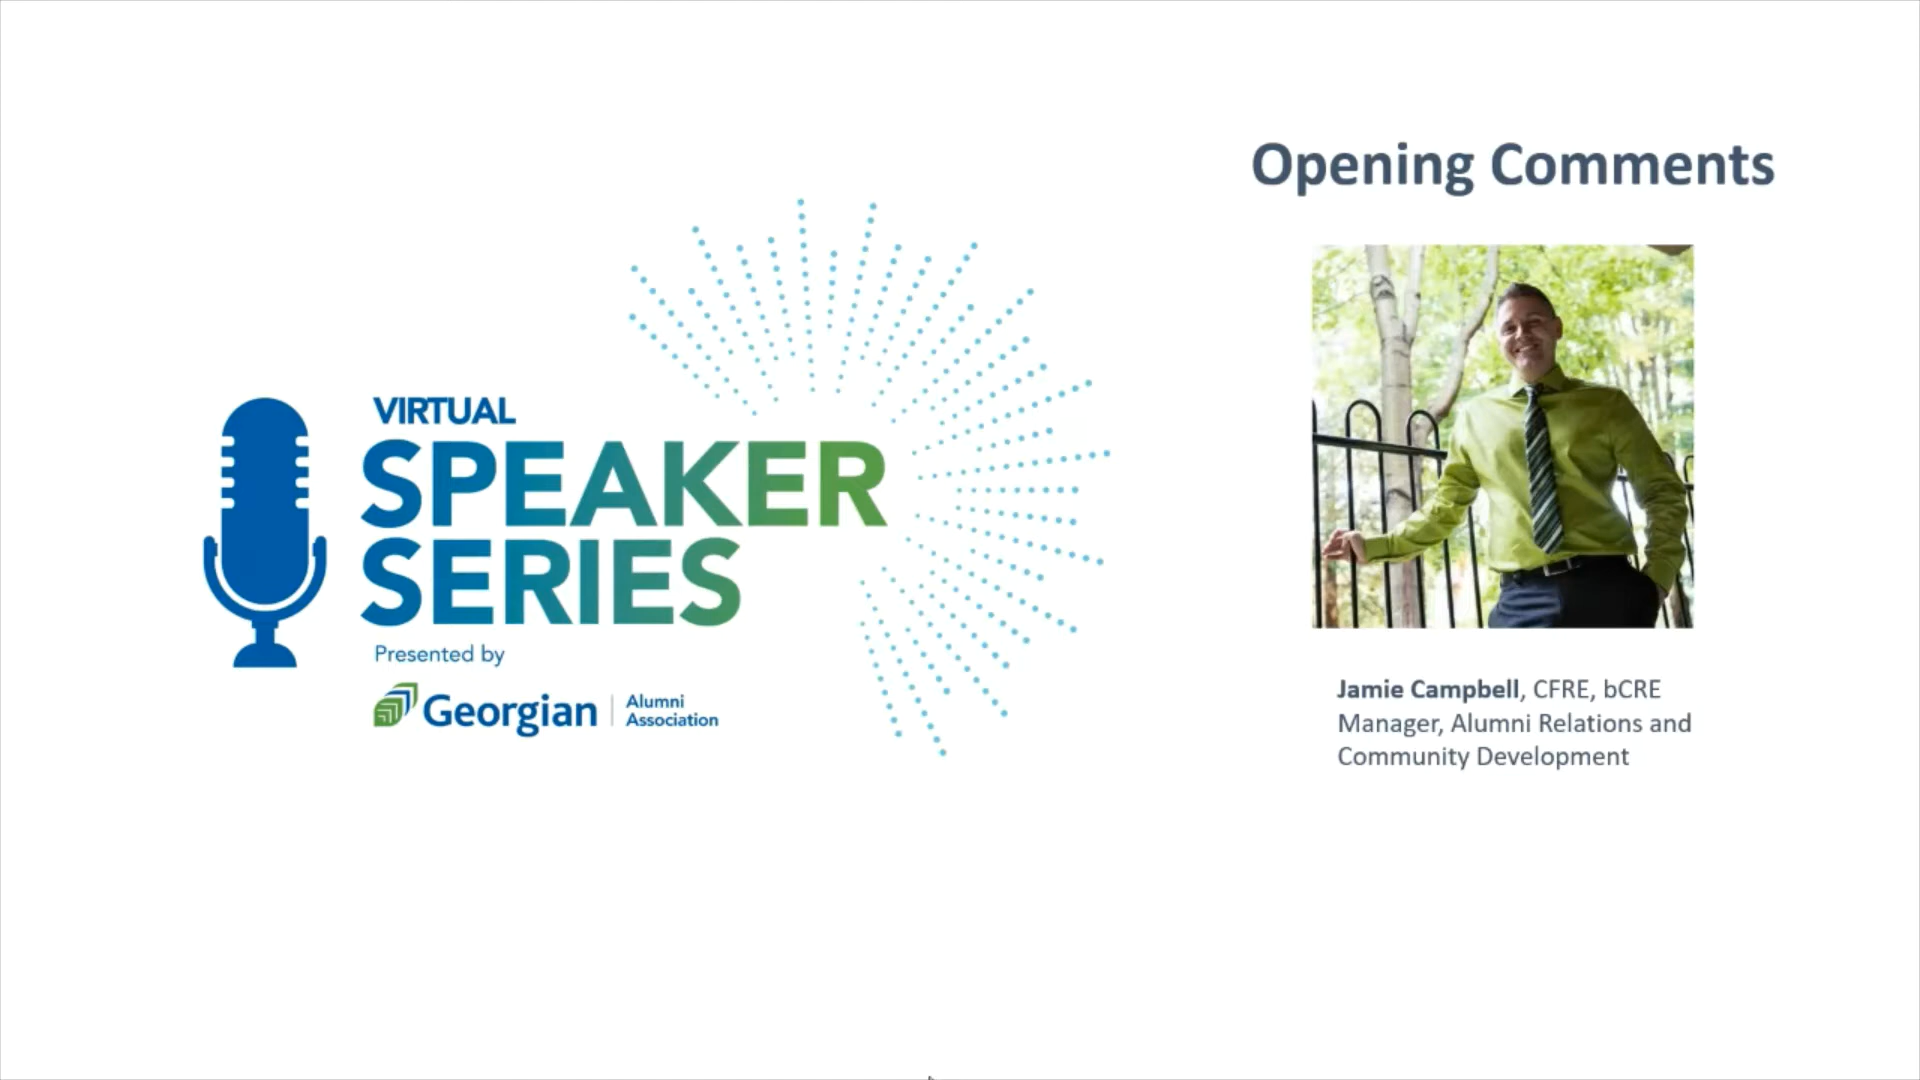 Opening Comments
VIRTUAL
SPEAKER
SERIES
Presented by
Georgian
Alumni
Association
Jamie Campbell, CFRE, bCRE
Manager, Alumni Relations and
Community Development